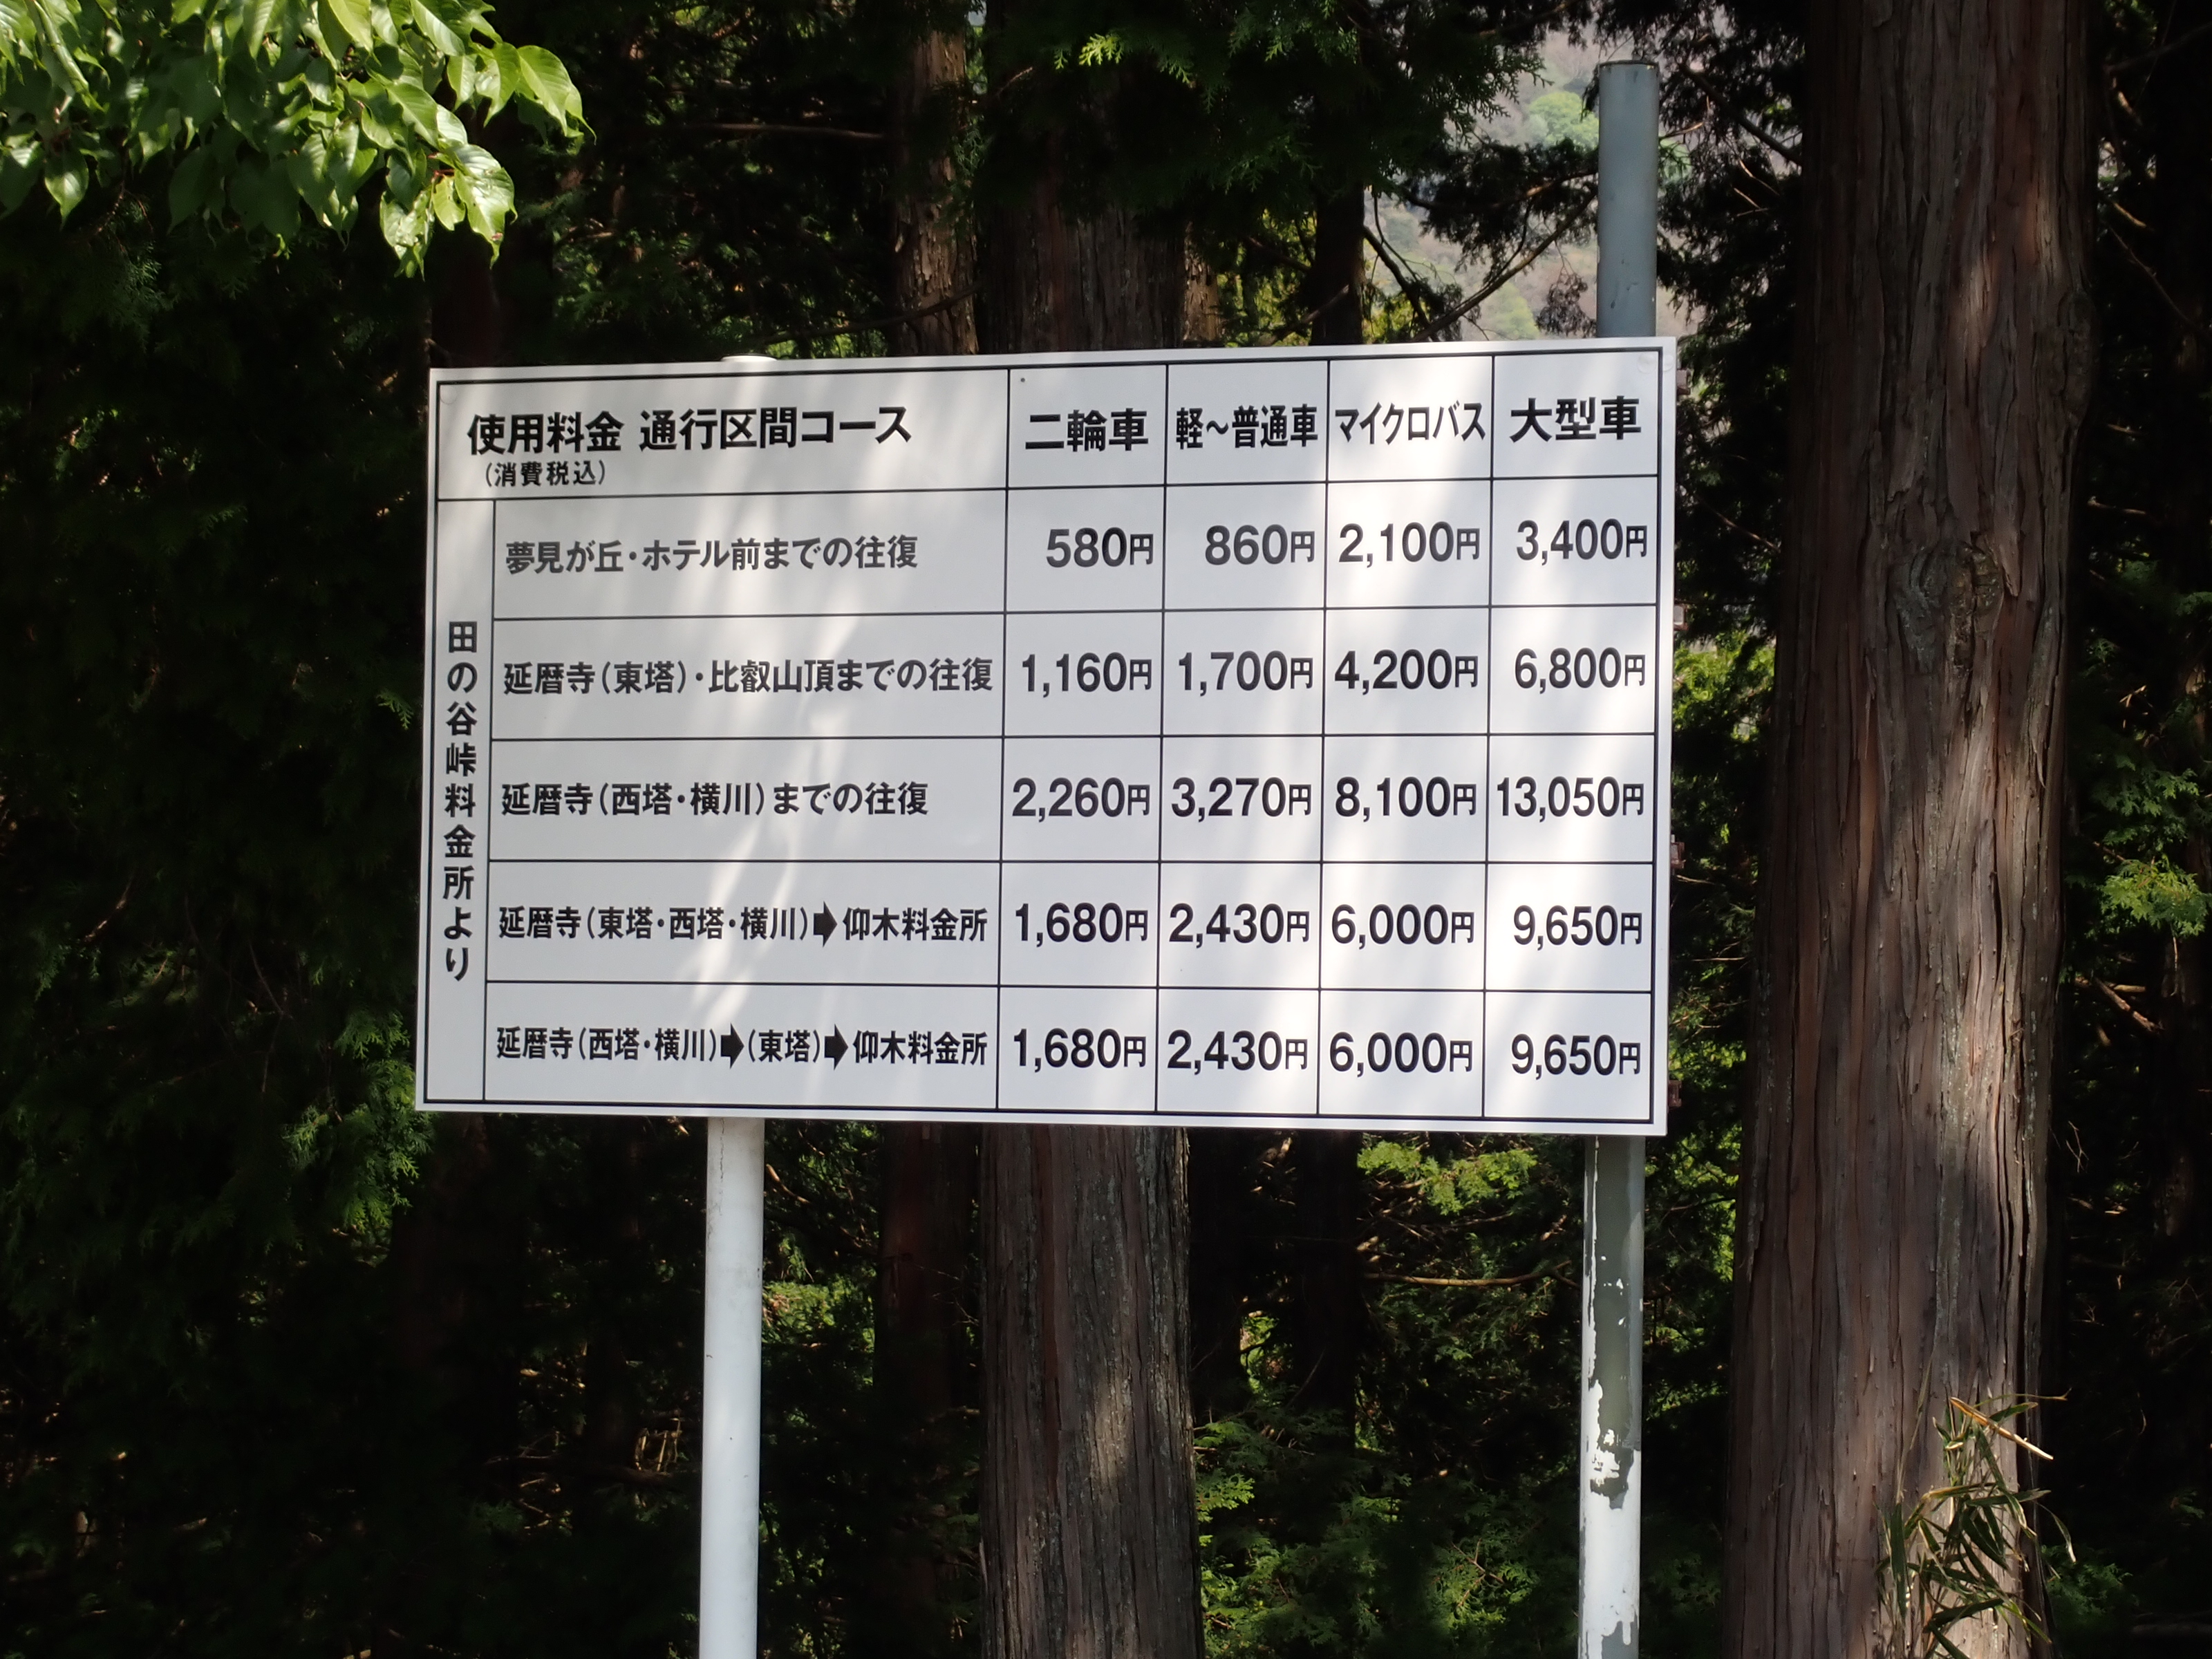 使用料金 通行区間コース 二輪車 軽～普通車 マイクロバス 大型車
(消費税込)
田の谷峠料金所より
夢見が丘・ホテル前までの往復 580円 860円 2,100円 3,400円
延暦寺(東塔)・比叡山頂までの往復 1,160円 1,700円 4,200円 6,800円
延暦寺(西塔・横川)までの往復 2,260円 3,270円 8,100円 13,050円
延暦寺(東塔・西塔・横川)➡仰木料金所 1,680円 2,430円 6,000円 9,650円
延暦寺(西塔・横川)➡(東塔)➡仰木料金所 1,680円 2,430円 6,000円 9,650円